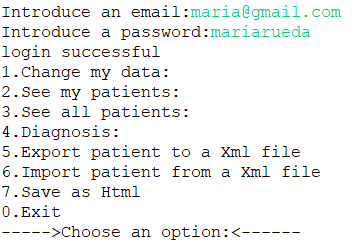 Introduce an email:maria@gmail.com
Introduce a password:mariarueda
login successful
1.Change my data:
2.See my patients:
3.See all patients:
4.Diagnosis:
5.Export patient to a Xml file
6.Import patient from a Xml file
7.Save as Html
0.Exit
----->Choose an option:<------